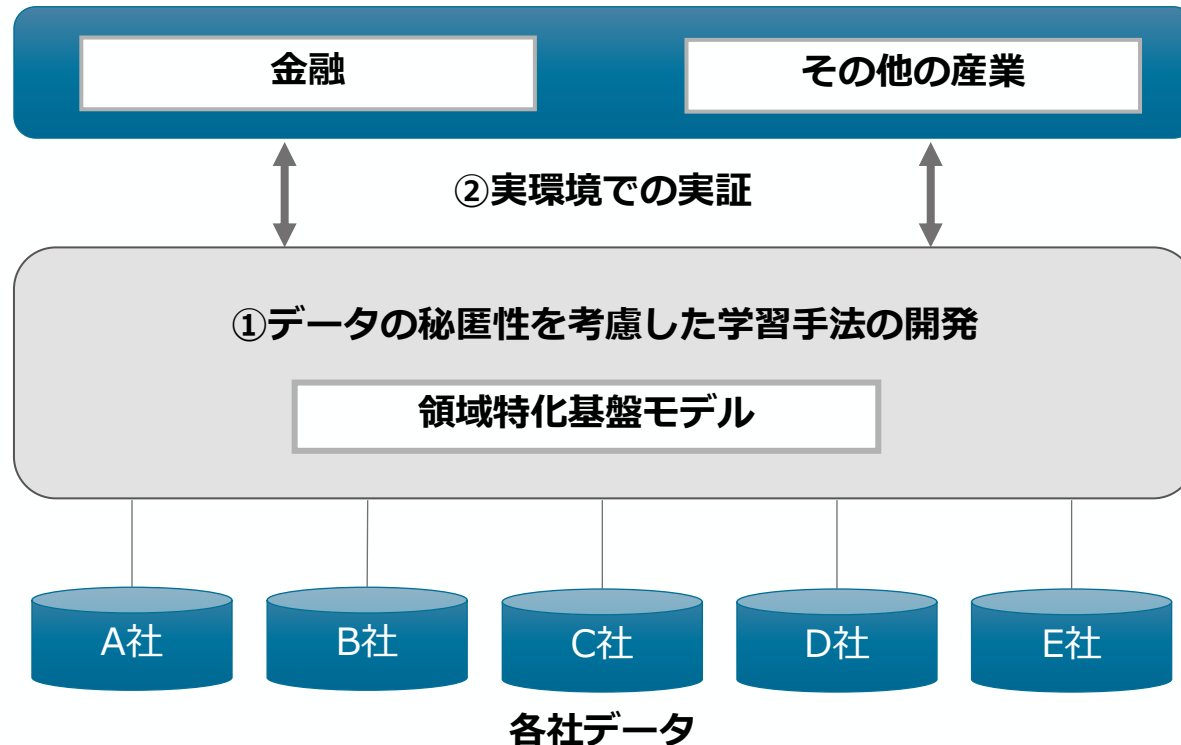 金融
その他の産業
②実環境での実証
①データの秘匿性を考慮した学習手法の開発
領域特化基盤モデル
A社
B社
C社
D社
E社
各社データ